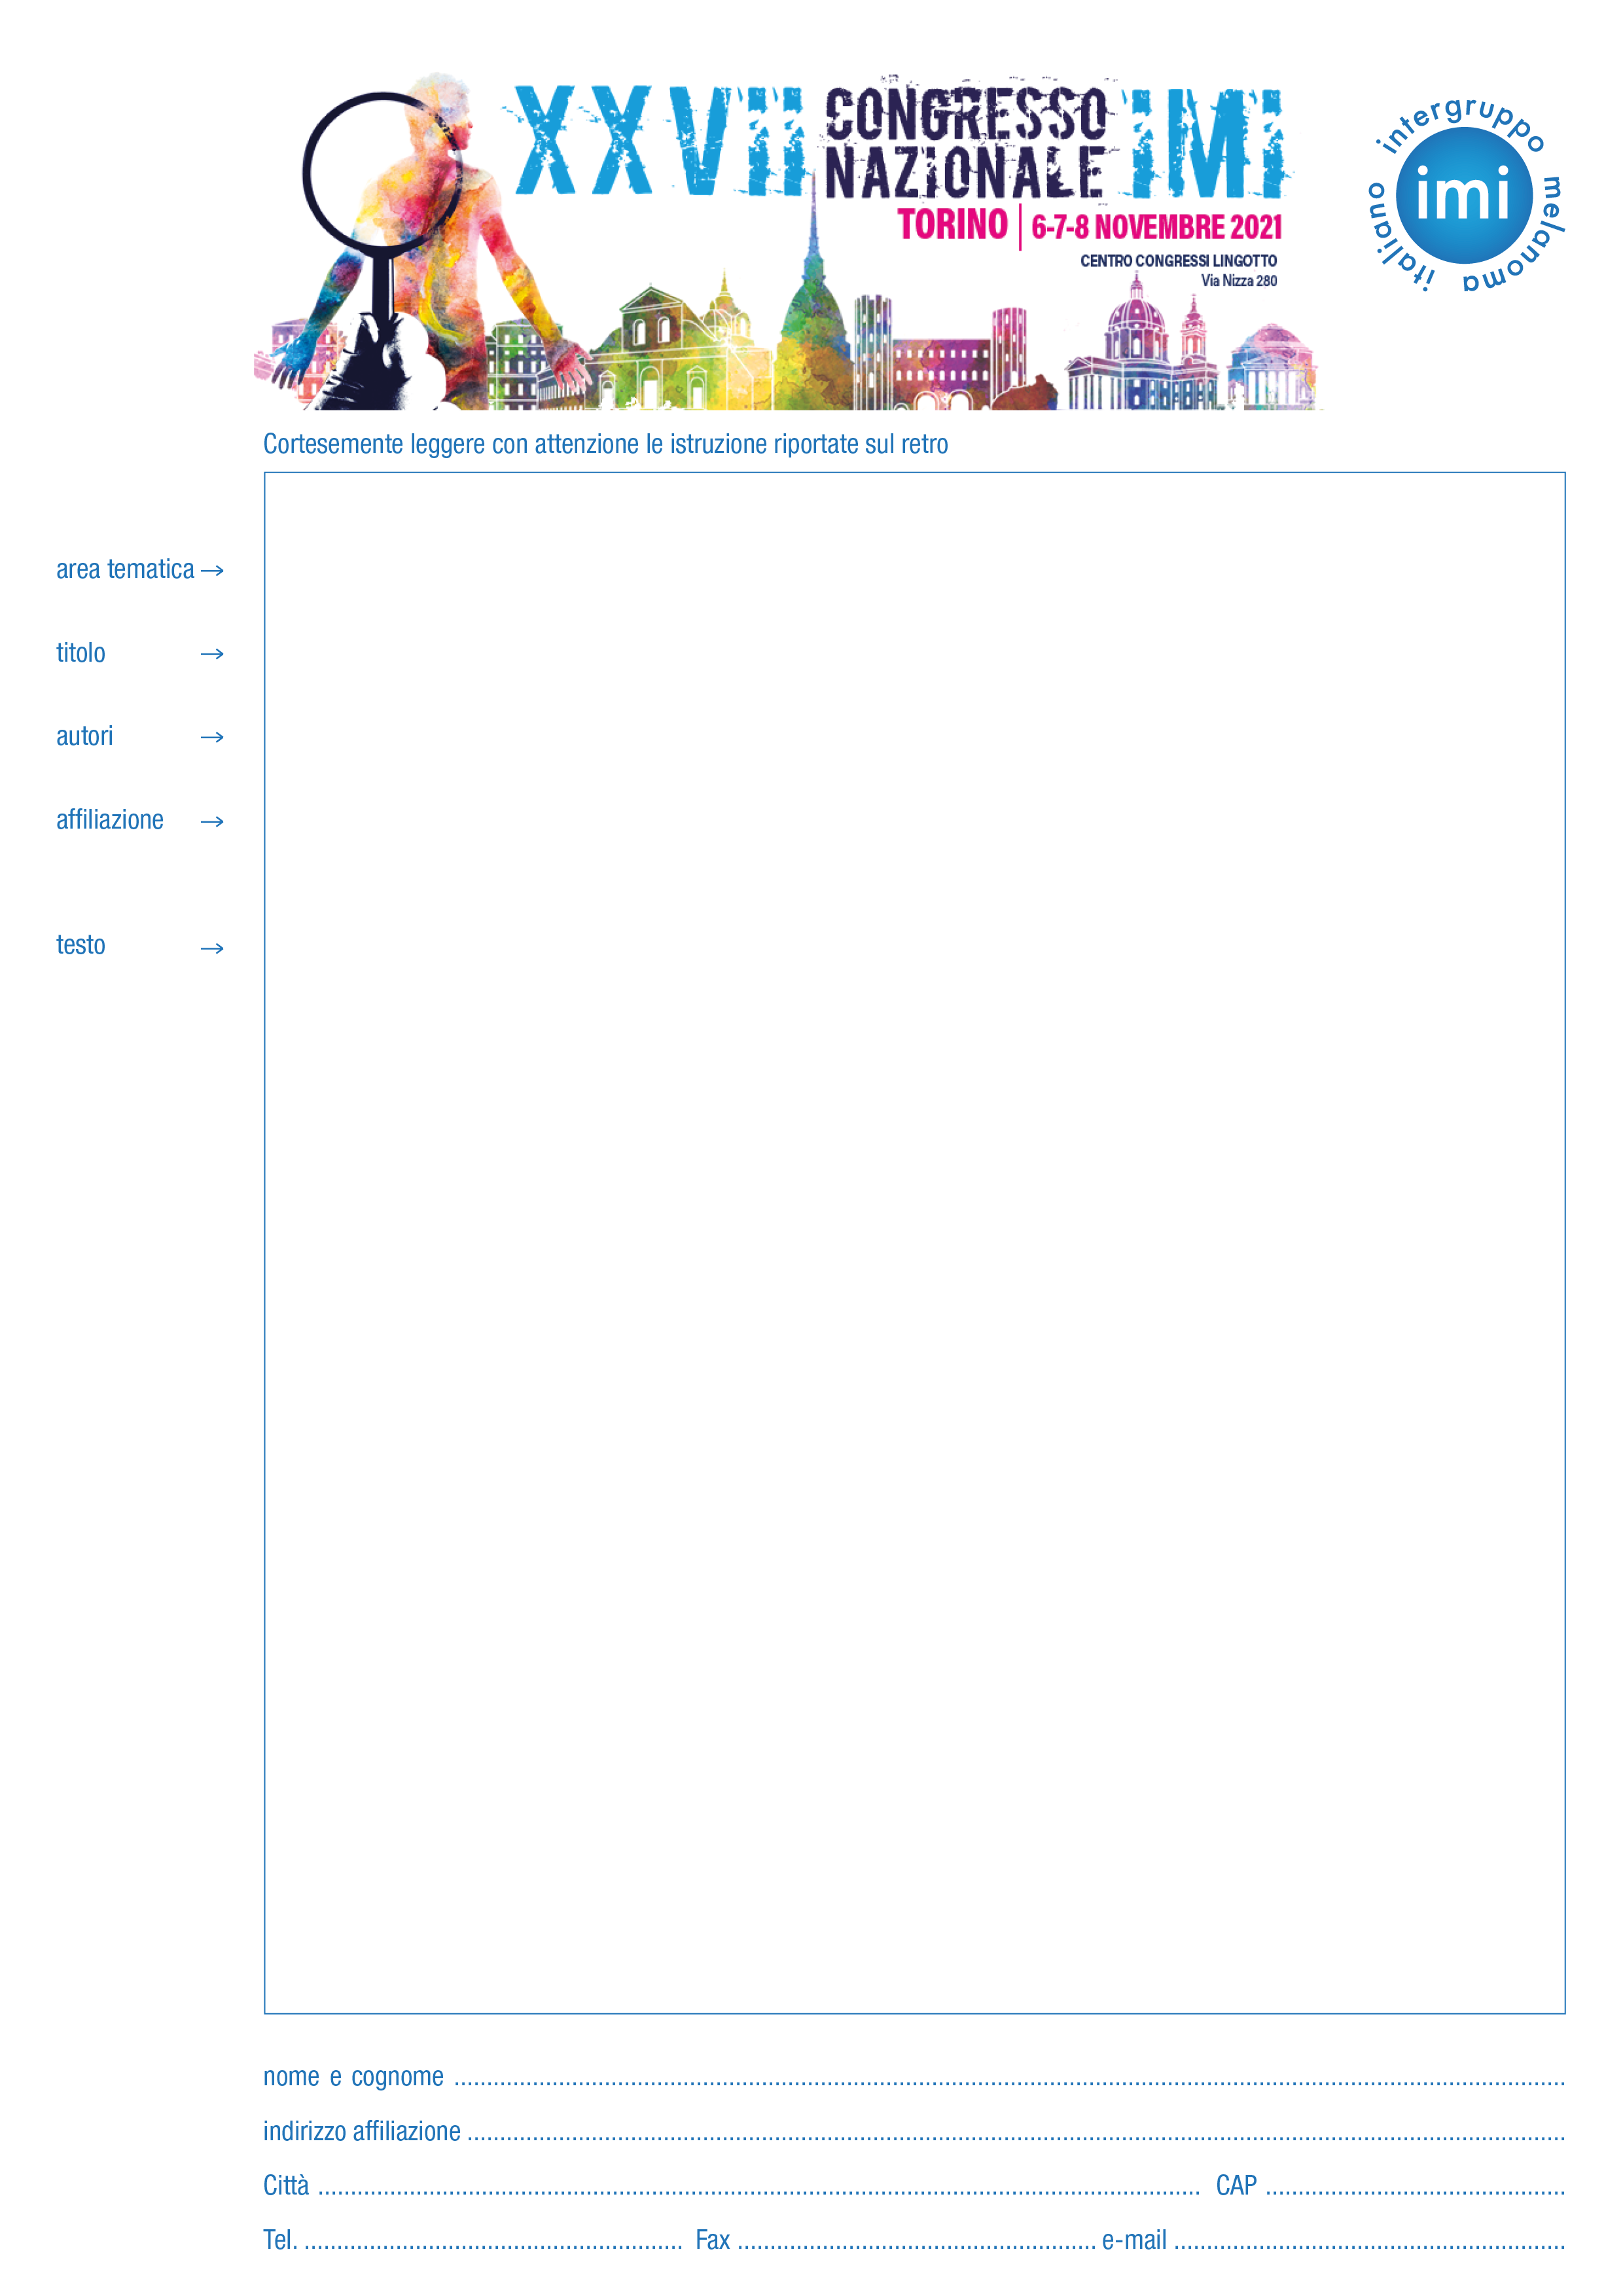 XXVII CONGRESSO NAZIONALE IMI
TORINO | 6-7-8 NOVEMBRE 2021
CENTRO CONGRESSI LINGOTTO
Via Nizza 280
intergruppo melanoma italiano
imi
Cortesemente leggere con attenzione le istruzione riportate sul retro
area tematica →
titolo →
autori →
affiliazione →
testo →
nome e cognome ........................................
indirizzo affiliazione ........................................
Città ........................................ CAP ....................
Tel. .................... Fax .................... e-mail ....................